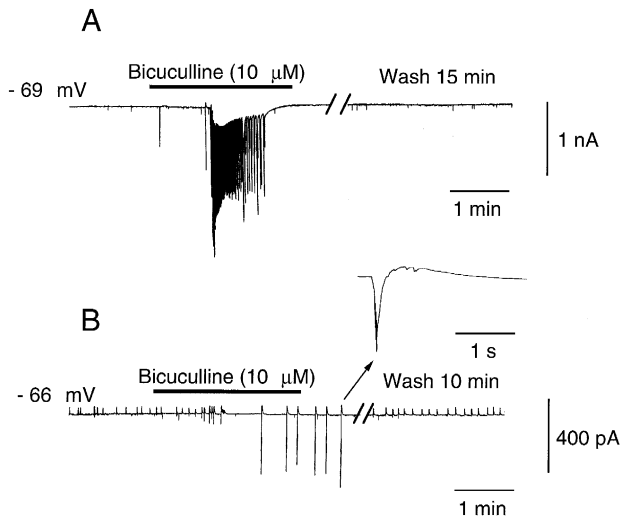 A
Bicuculline (10 μM)
Wash 15 min
- 69 mV
1 nA
1 min
B
1 s
Bicuculline (10 μM)
Wash 10 min
- 66 mV
400 pA
1 min